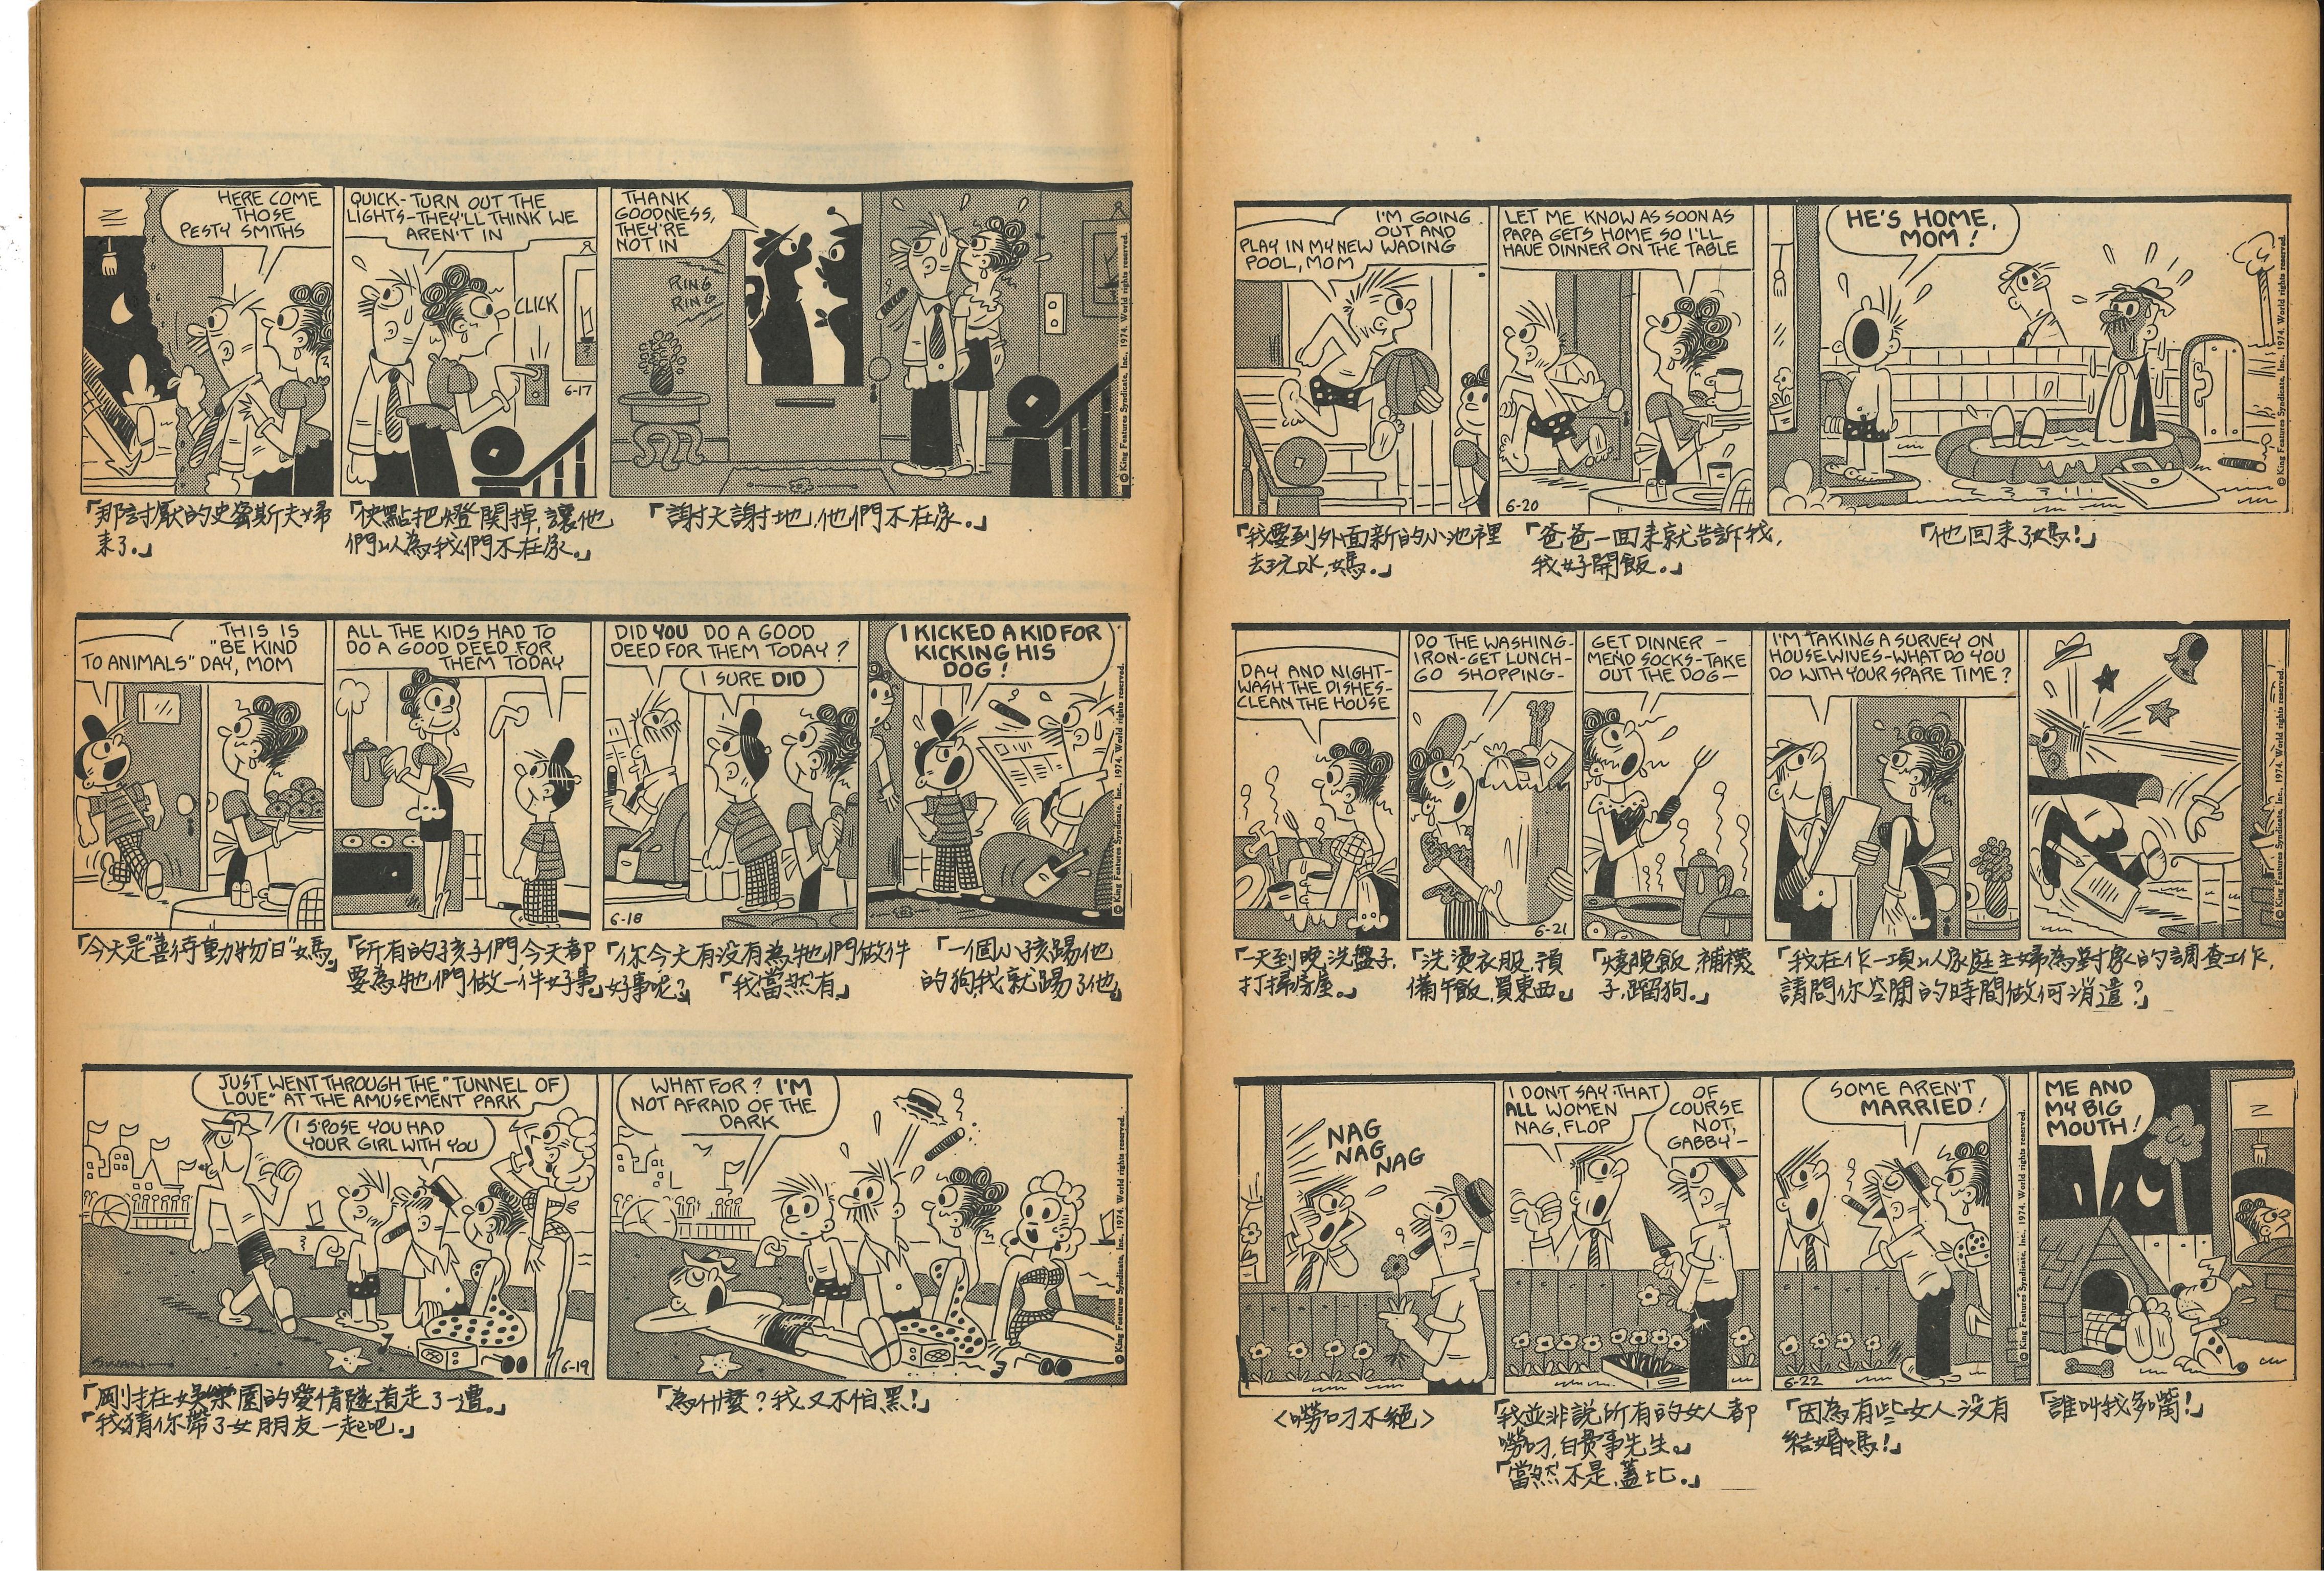 HERE COME
THOSE
PESTY SMITHS
QUICK-TURN OUT THE
LIGHTS-THEY'LL THINK WE
AREN'T IN
CLICK
6-17
THANK
GOODNESS,
THEY'RE
NOT IN
RING
RING
© King Features Syndicate, Inc., 1974. World rights reserved.
「那討厭的史蜜斯夫婦
来了.」
「快點把燈関掉,讓他
們以為我們不在家.」
「謝天謝地,他們不在家.」
THIS IS
"BE KIND
TO ANIMALS" DAY, MOM
ALL THE KIDS HAD TO
DO A GOOD DEED FOR
THEM TODAY
DID YOU DO A GOOD
DEED FOR THEM TODAY?
I SURE DID
6-18
I KICKED A KID FOR
KICKING HIS
DOG!
© King Features Syndicate, Inc., 1974. World rights reserved.
「今天是"善待動物日"媽」
「所有的孩子們今天都
要為牠們做一件好事」
「你今天有没有為牠們做件
好事呢?」
「我當然有」
「一個小孩踢他
的狗,我就踢了他」
JUST WENT THROUGH THE "TUNNEL OF
LOVE" AT THE AMUSEMENT PARK
I S'POSE YOU HAD
YOUR GIRL WITH YOU
SWAN
6-19
WHAT FOR? I'M
NOT AFRAID OF THE
DARK
© King Features Syndicate, Inc., 1974. World rights reserved.
「剛才在娛樂園的愛情隧道走了一遭.」
「我猜你帶了女朋友一起吧.」
「為什麼?我又不怕黑!」
I'M GOING
OUT AND
PLAY IN MY NEW WADING
POOL, MOM
LET ME KNOW AS SOON AS
PAPA GETS HOME SO I'LL
HAVE DINNER ON THE TABLE
6-20
HE'S HOME,
MOM!
© King Features Syndicate, Inc., 1974. World rights reserved.
「我要到外面新的小池裡
去玩水,媽.」
「爸爸一回来就告訴我,
我好開飯.」
「他回来了,媽!」
DAY AND NIGHT-
WASH THE DISHES-
CLEAN THE HOUSE
DO THE WASHING-
IRON-GET LUNCH-
GO SHOPPING-
6-21
GET DINNER -
MEND SOCKS-TAKE
OUT THE DOG-
I'M TAKING A SURVEY ON
HOUSEWIVES-WHAT DO YOU
DO WITH YOUR SPARE TIME?
© King Features Syndicate, Inc., 1974. World rights reserved.
「一天到晚,洗盤子,
打掃房屋.」
「洗燙衣服,預
備午飯,買東西.」
「燒晚飯,補襪
子,蹓狗.」
「我在作一項以家庭主婦為對象的調查工作,
請問你空閒的時間做何消遣?」
NAG
NAG
NAG
I DON'T SAY THAT
ALL WOMEN
NAG, FLOP
OF
COURSE
NOT,
GABBY-
SOME AREN'T
MARRIED!
6-22
ME AND
MY BIG
MOUTH!
© King Features Syndicate, Inc., 1974. World rights reserved.
<嘮叨不絕>
「我並非說所有的女人都
嘮叨,白費事先生.」
「當然不是,蓋比.」
「因為有些女人没有
結婚嗎!」
「誰叫我多嘴!」